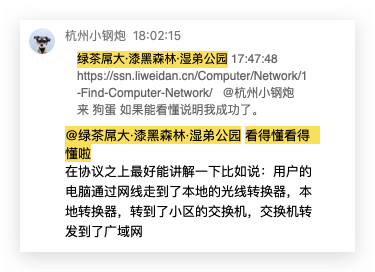 杭州小钢炮 18:02:15
绿茶屌大·漆黑森林·湿弟公园 17:47:48
https://ssn.liweidan.cn/Computer/Network/1
-Find-Computer-Network/ @杭州小钢炮
来 狗蛋 如果能看懂说明我成功了。
@绿茶屌大·漆黑森林·湿弟公园 看得懂看得
懂啦
在协议之上最好能讲解一下比如说：用户的
电脑通过网线走到了本地的光线转换器，本
地转换器，转到了小区的交换机，交换机转
发到了广域网